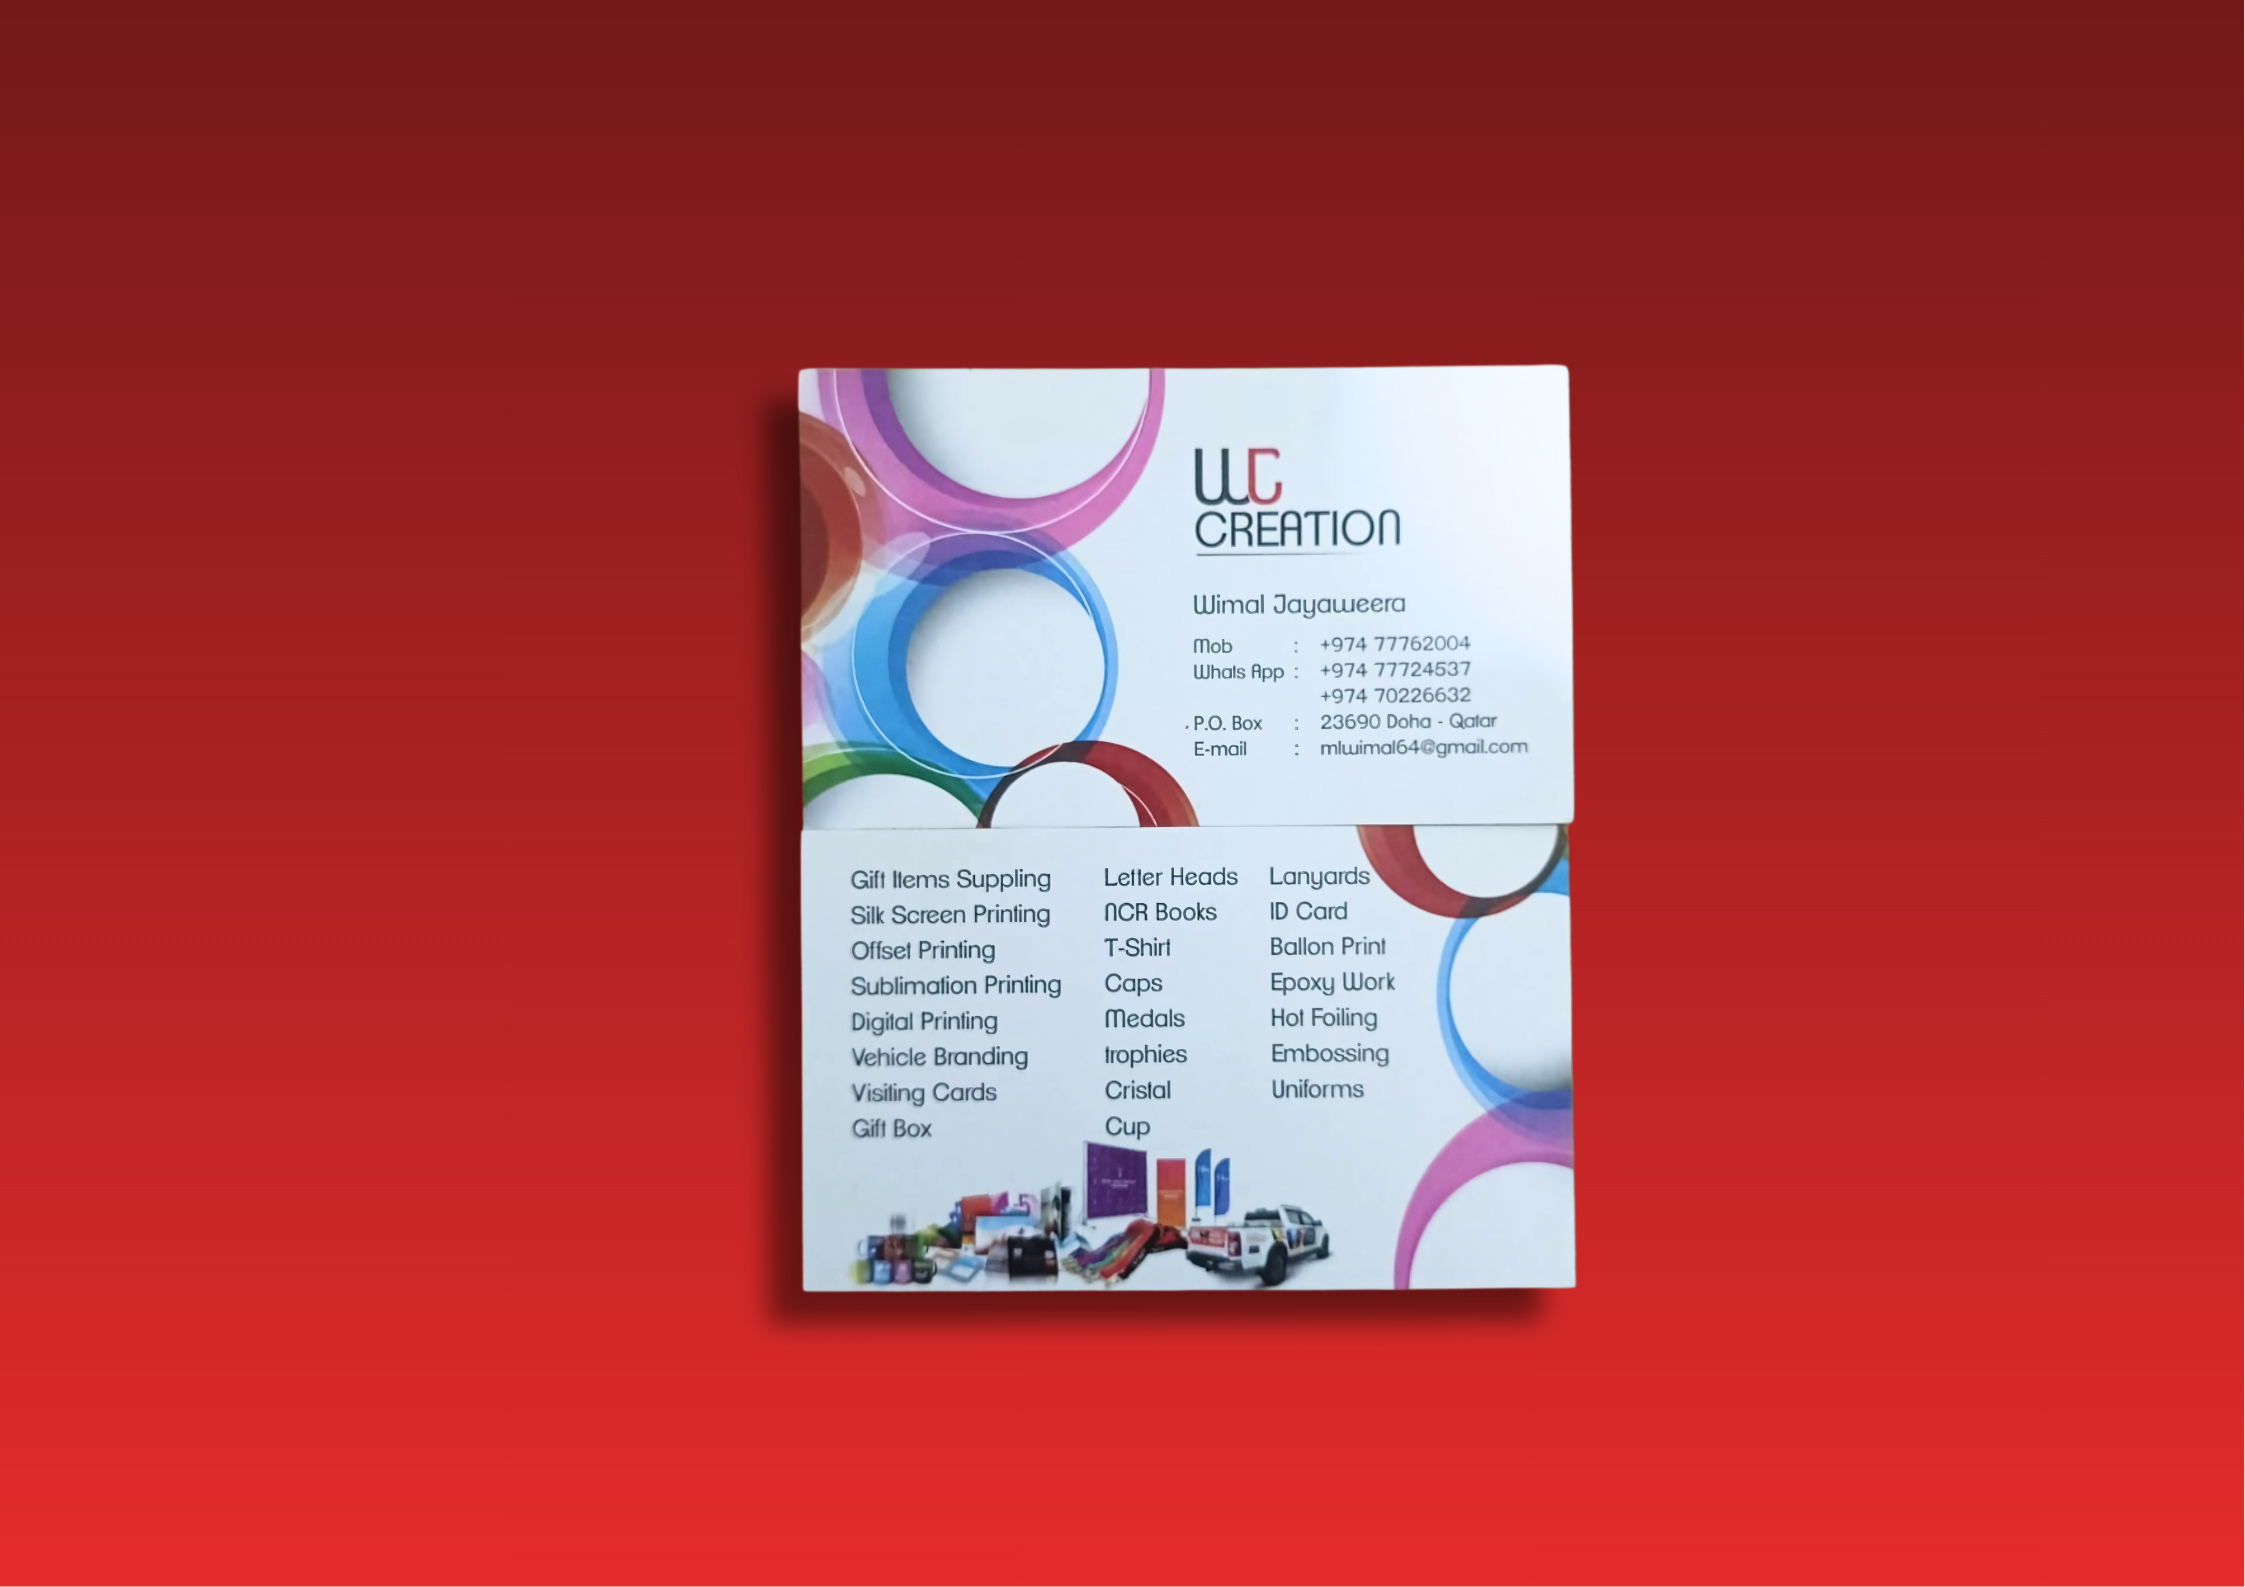 WC
CREATION
Wimal Jayaweera
Mob : +974 77762004
Whats App : +974 77724537
+974 70226632
P.O. Box : 23690 Doha - Qatar
E-mail : mlwimal64@gmail.com
Gift Items Suppling
Silk Screen Printing
Offset Printing
Sublimation Printing
Digital Printing
Vehicle Branding
Visiting Cards
Gift Box
Letter Heads
NCR Books
T-Shirt
Caps
Medals
trophies
Cristal
Cup
Lanyards
ID Card
Ballon Print
Epoxy Work
Hot Foiling
Embossing
Uniforms